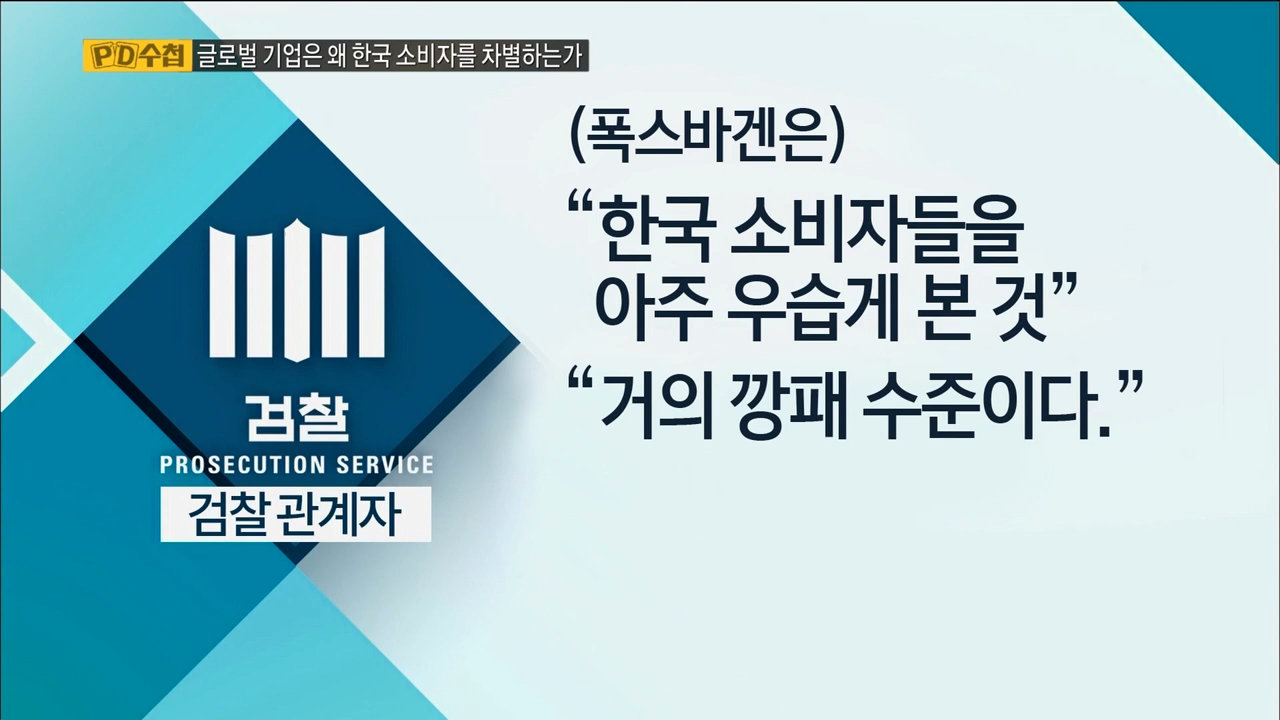 PD수첩 글로벌 기업은 왜 한국 소비자를 차별하는가
(폭스바겐은)
“한국 소비자들을
아주 우습게 본 것”
“거의 깡패 수준이다.”
검찰
PROSECUTION SERVICE
검찰 관계자